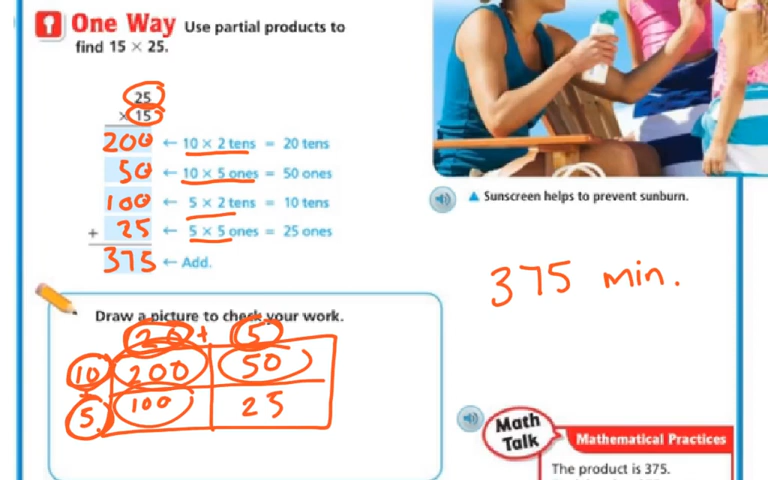 One Way Use partial products to
find 15 × 25.
25
× 15
200 ← 10 × 2 tens = 20 tens
50 ← 10 × 5 ones = 50 ones
100 ← 5 × 2 tens = 10 tens
+ 25 ← 5 × 5 ones = 25 ones
375 ← Add.
▲ Sunscreen helps to prevent sunburn.
375 min.
Draw a picture to check your work.
20 + 5
10 200 50
5 100 25
Math
Talk
Mathematical Practices
The product is 375.